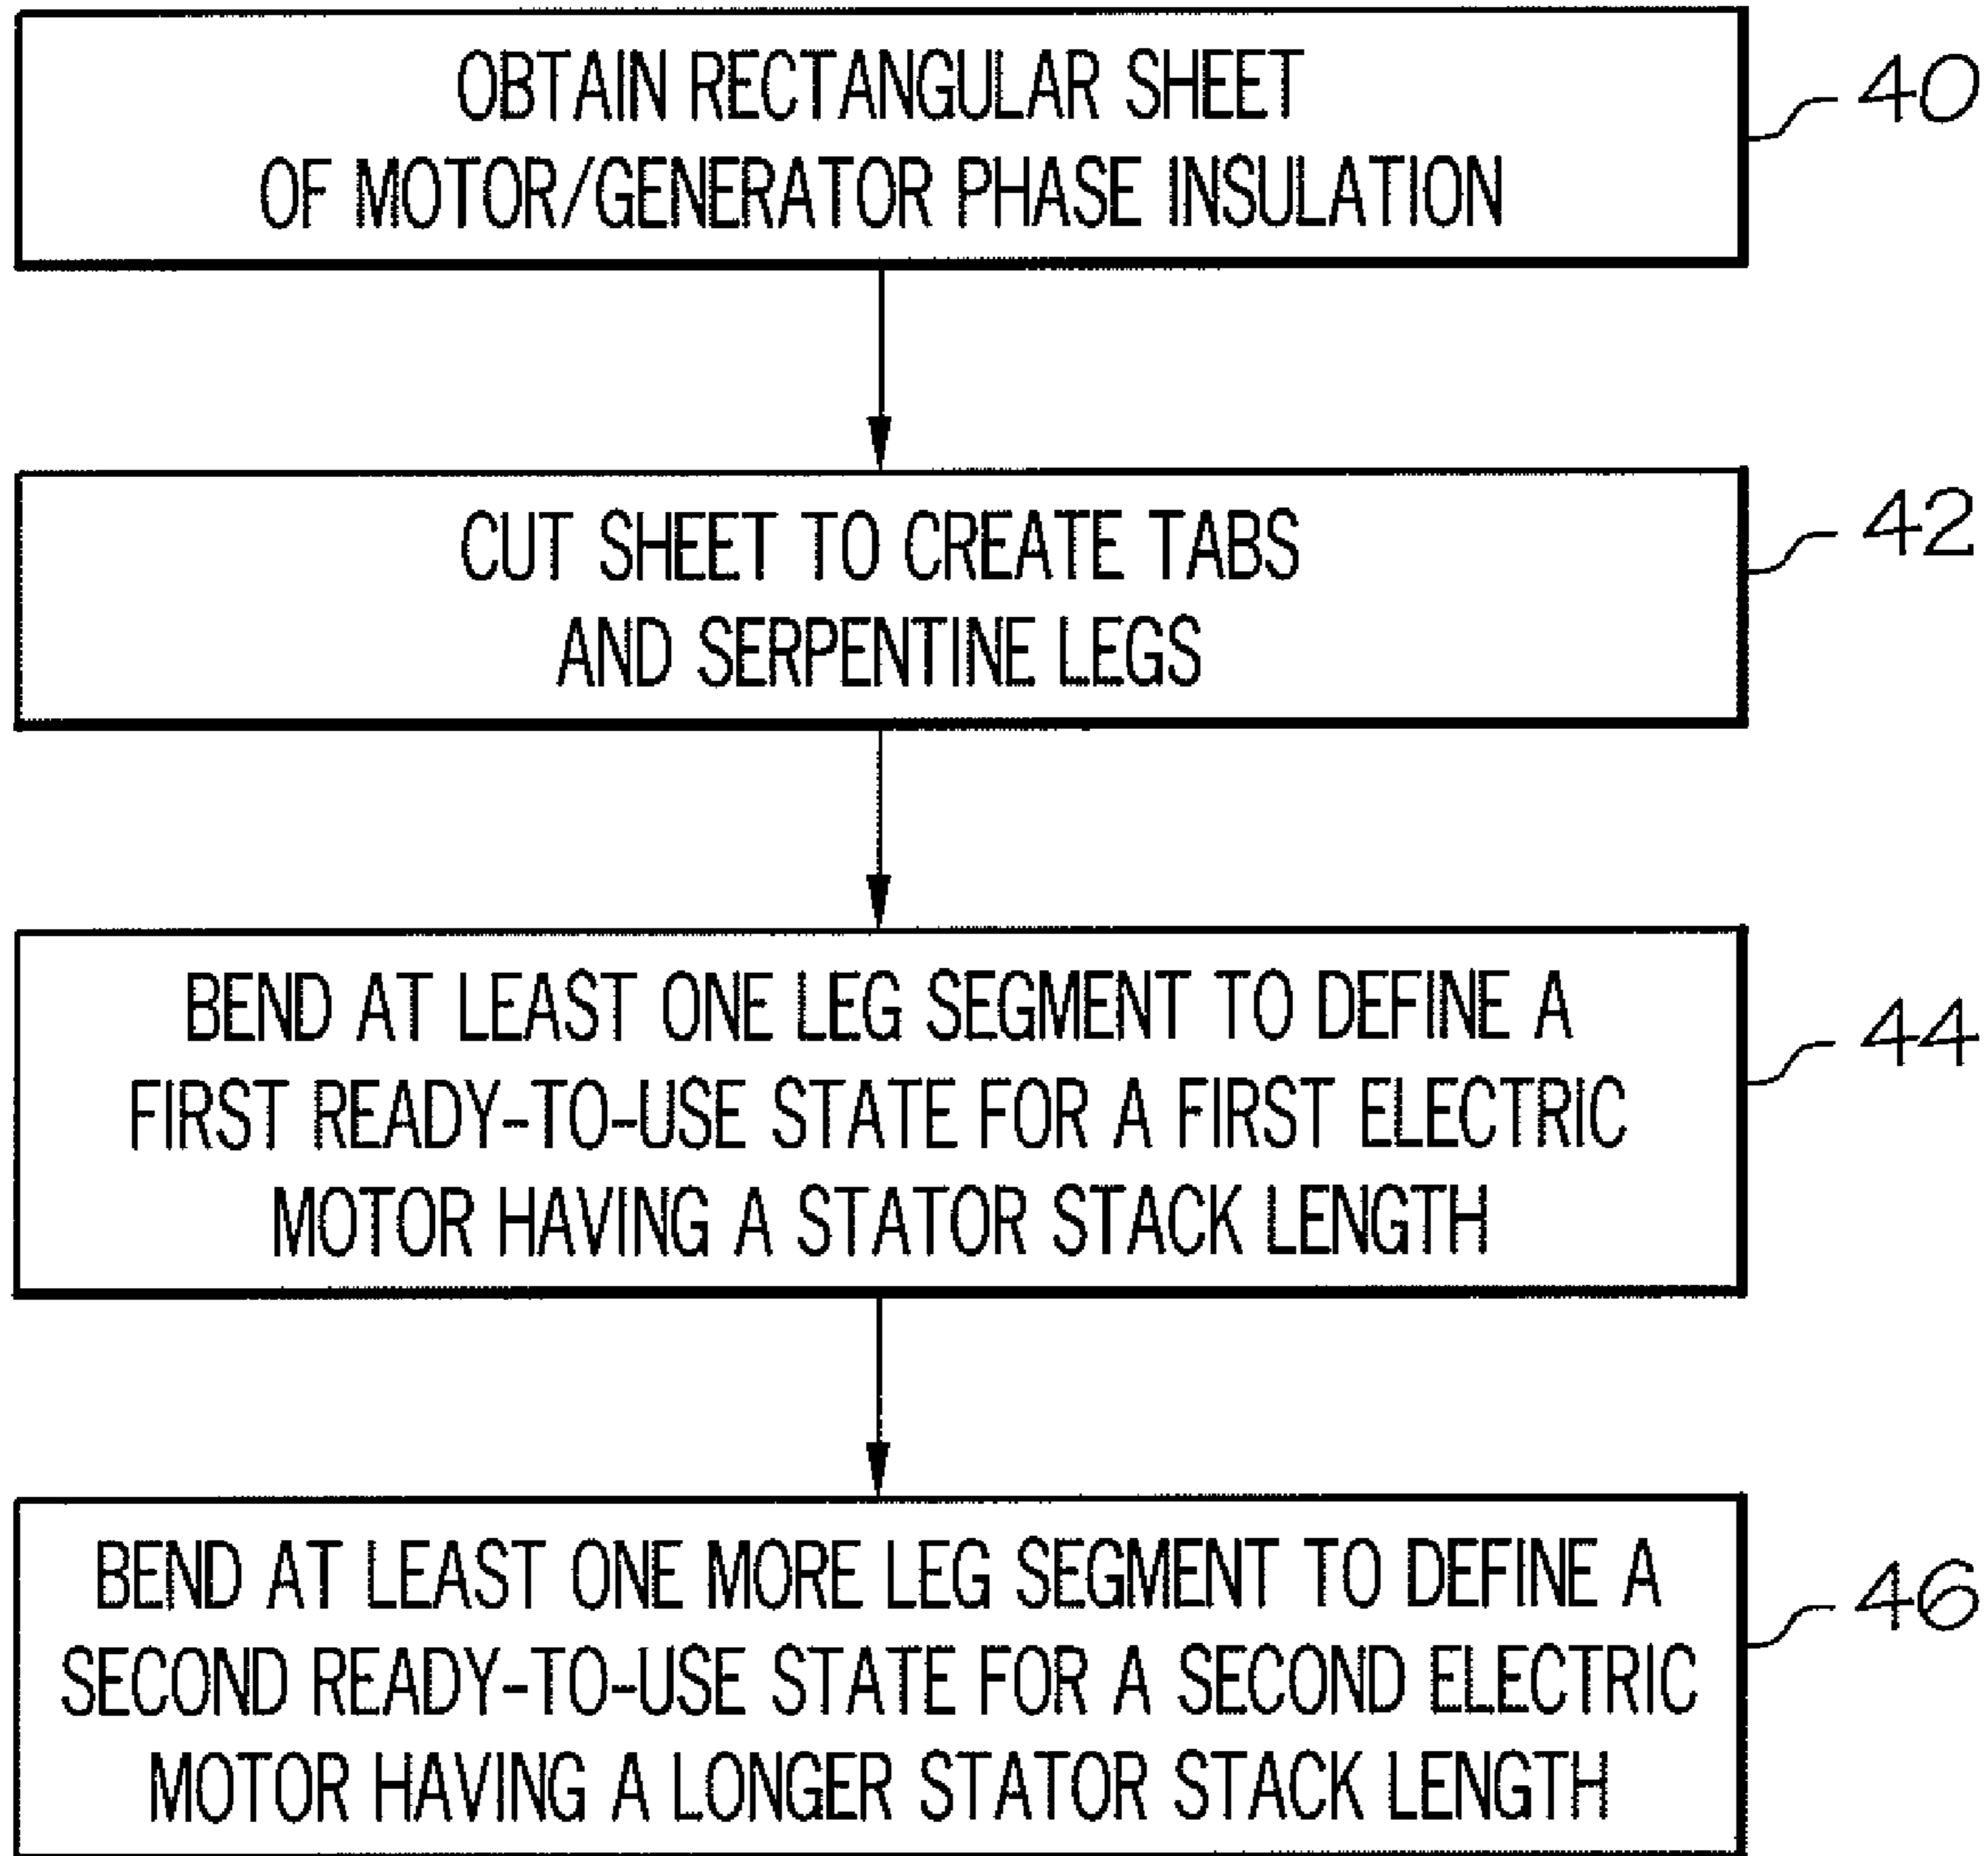 OBTAIN RECTANGULAR SHEET
OF MOTOR/GENERATOR PHASE INSULATION
40
CUT SHEET TO CREATE TABS
AND SERPENTINE LEGS
42
BEND AT LEAST ONE LEG SEGMENT TO DEFINE A
FIRST READY-TO-USE STATE FOR A FIRST ELECTRIC
MOTOR HAVING A STATOR STACK LENGTH
44
BEND AT LEAST ONE MORE LEG SEGMENT TO DEFINE A
SECOND READY-TO-USE STATE FOR A SECOND ELECTRIC
MOTOR HAVING A LONGER STATOR STACK LENGTH
46